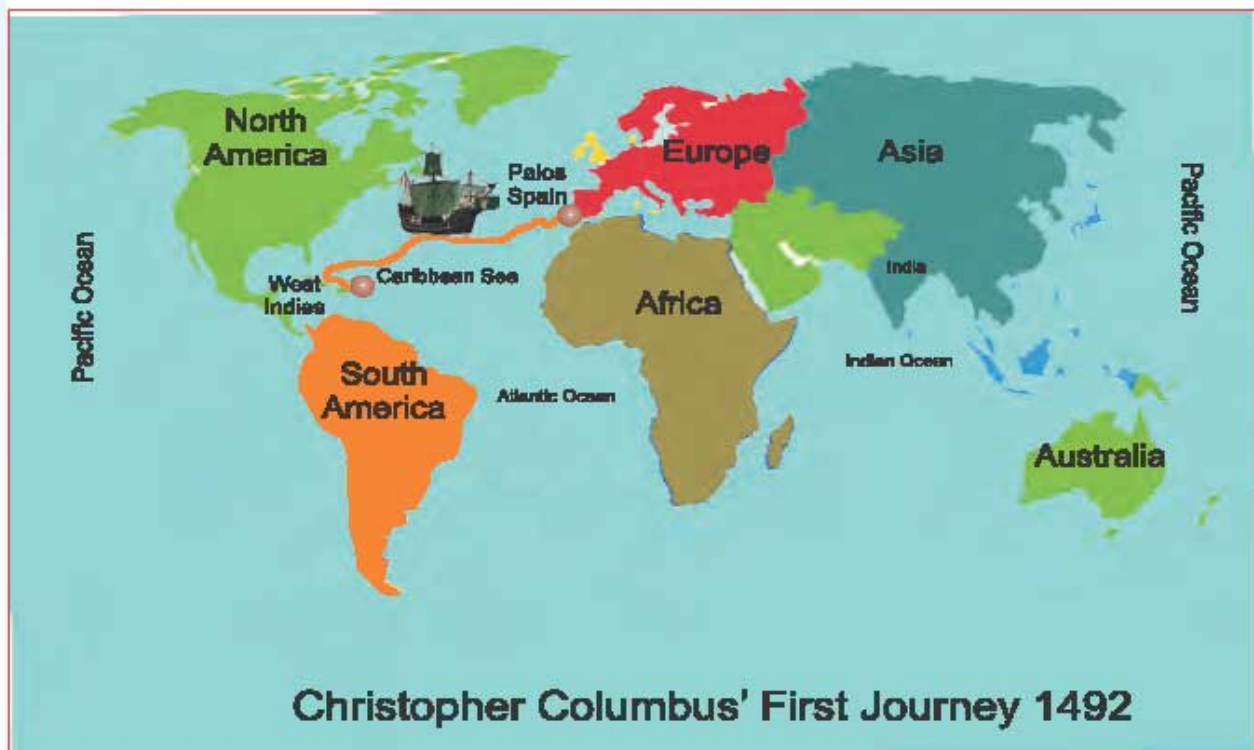 North
America
Palos
Spain
Europe
Asia
Pacific Ocean
Pacific Ocean
West
Indies
Caribbean Sea
India
Africa
Indian Ocean
South
America
Atlantic Ocean
Australia
Christopher Columbus' First Journey 1492